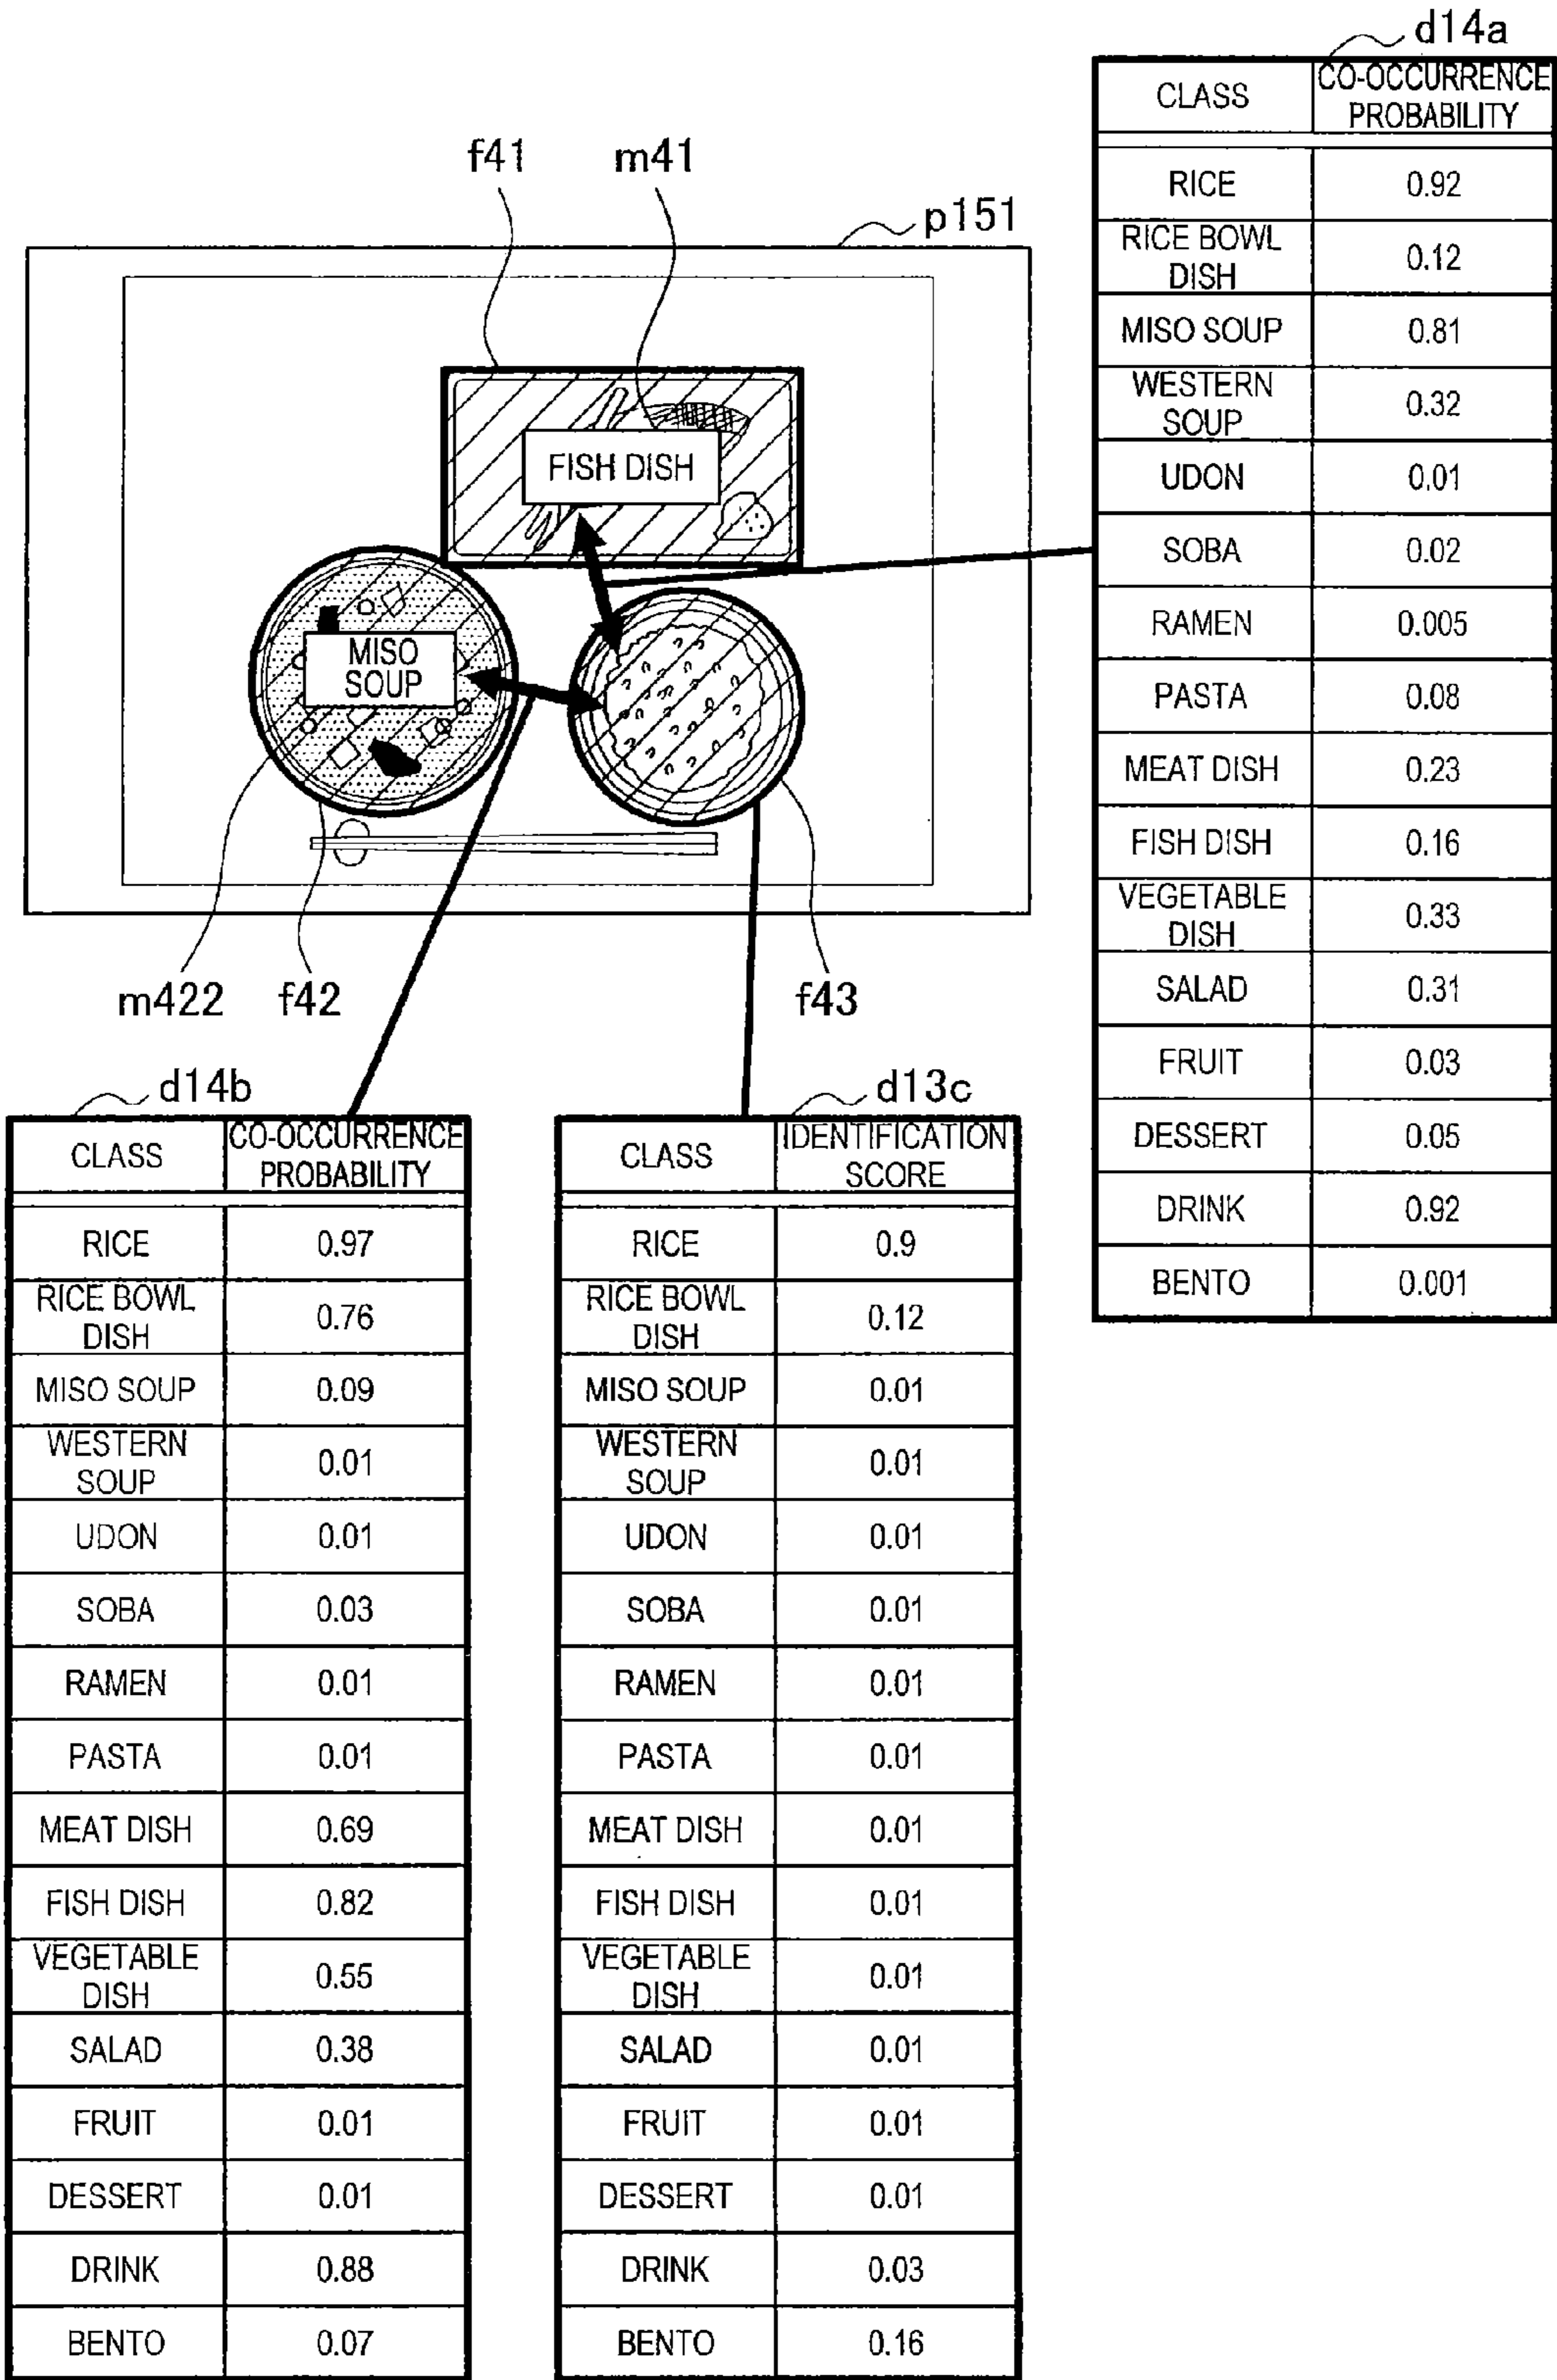 d14a
CLASS CO-OCCURRENCE PROBABILITY
RICE 0.92
RICE BOWL DISH 0.12
MISO SOUP 0.81
WESTERN SOUP 0.32
UDON 0.01
SOBA 0.02
RAMEN 0.005
PASTA 0.08
MEAT DISH 0.23
FISH DISH 0.16
VEGETABLE DISH 0.33
SALAD 0.31
FRUIT 0.03
DESSERT 0.05
DRINK 0.92
BENTO 0.001
f41 m41
p151
FISH DISH
MISO
SOUP
m422 f42 f43
d14b
CLASS CO-OCCURRENCE PROBABILITY
RICE 0.97
RICE BOWL DISH 0.76
MISO SOUP 0.09
WESTERN SOUP 0.01
UDON 0.01
SOBA 0.03
RAMEN 0.01
PASTA 0.01
MEAT DISH 0.69
FISH DISH 0.82
VEGETABLE DISH 0.55
SALAD 0.38
FRUIT 0.01
DESSERT 0.01
DRINK 0.88
BENTO 0.07
d13c
CLASS IDENTIFICATION SCORE
RICE 0.9
RICE BOWL DISH 0.12
MISO SOUP 0.01
WESTERN SOUP 0.01
UDON 0.01
SOBA 0.01
RAMEN 0.01
PASTA 0.01
MEAT DISH 0.01
FISH DISH 0.01
VEGETABLE DISH 0.01
SALAD 0.01
FRUIT 0.01
DESSERT 0.01
DRINK 0.03
BENTO 0.16